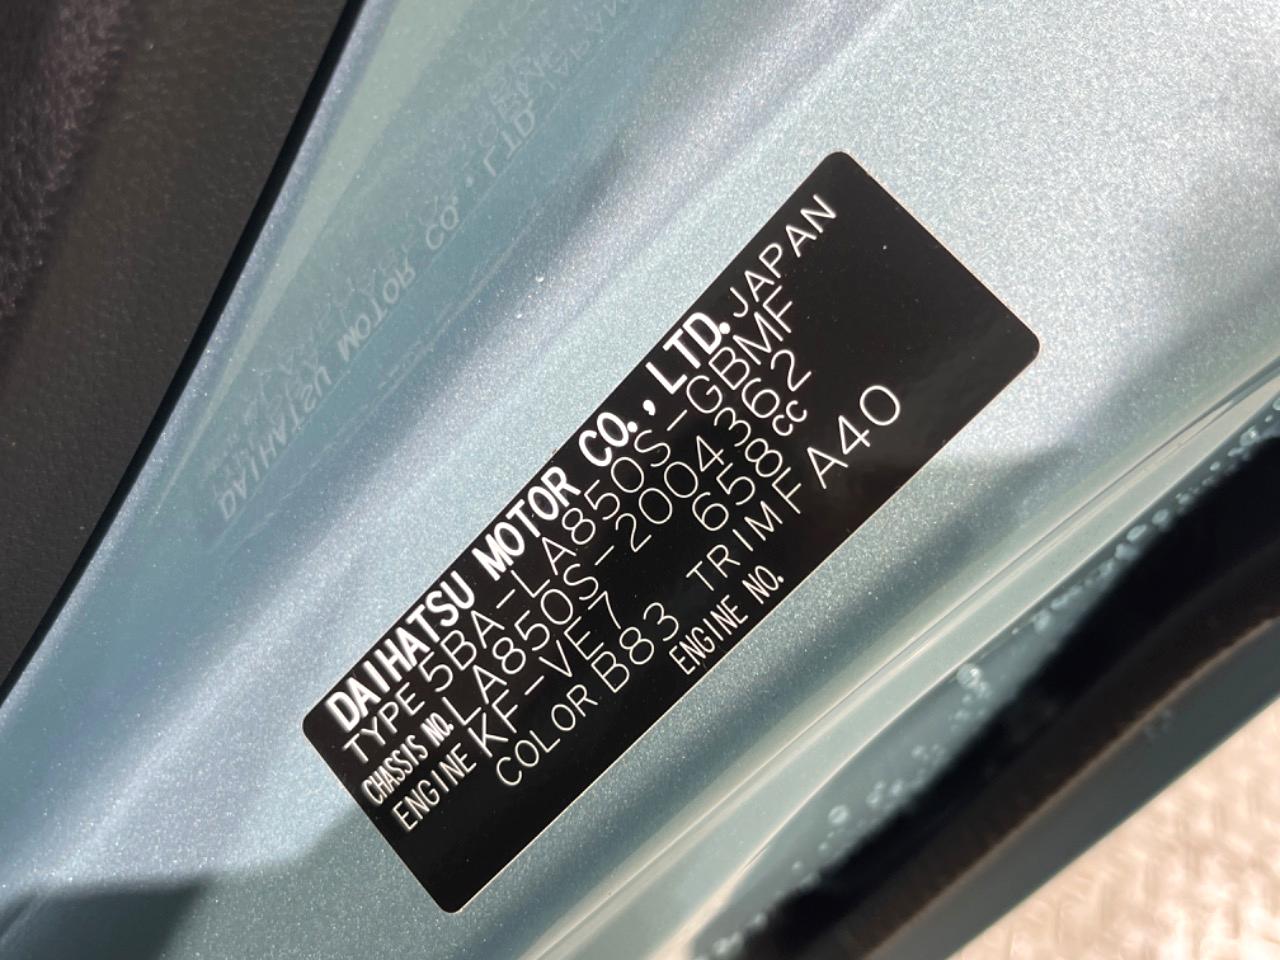 DAIHATSU MOTOR CO.,LTD. JAPAN
TYPE 5BA-LA850S-GBMF
CHASSIS NO. LA850S-2004362
ENGINE KF-VE7 658cc
COLOR B83 TRIM FA40
ENGINE NO.